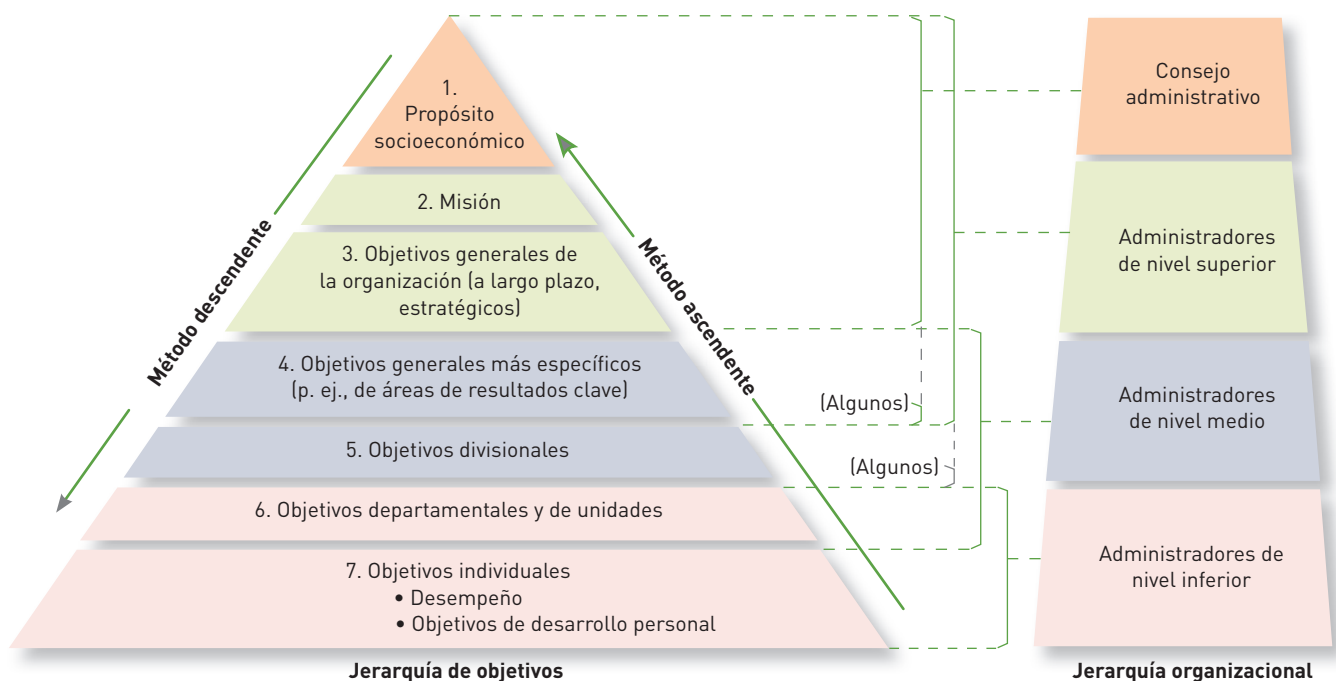 1.
Propósito
socioeconómico
2. Misión
3. Objetivos generales de
la organización (a largo plazo,
estratégicos)
4. Objetivos generales más específicos
(p. ej., de áreas de resultados clave)
5. Objetivos divisionales
6. Objetivos departamentales y de unidades
7. Objetivos individuales
• Desempeño
• Objetivos de desarrollo personal
Método descendente
Método ascendente
(Algunos)
(Algunos)
Consejo
administrativo
Administradores
de nivel superior
Administradores
de nivel medio
Administradores de
nivel inferior
Jerarquía de objetivos
Jerarquía organizacional